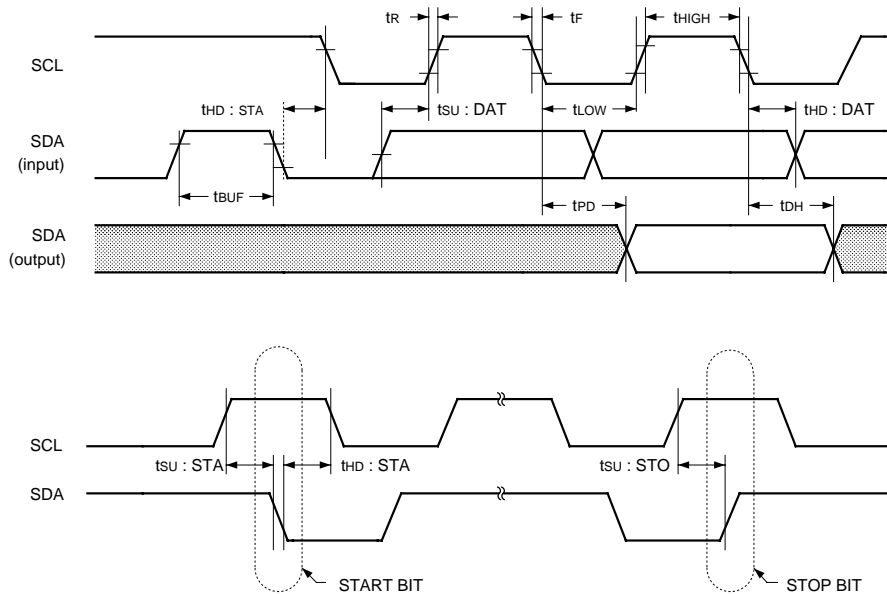 tR
tF
tHIGH
SCL
tHD : STA
tSU : DAT
tLOW
tHD : DAT
SDA
(input)
tBUF
tPD
tDH
SDA
(output)
SCL
tSU : STA
tHD : STA
tSU : STO
SDA
START BIT
STOP BIT